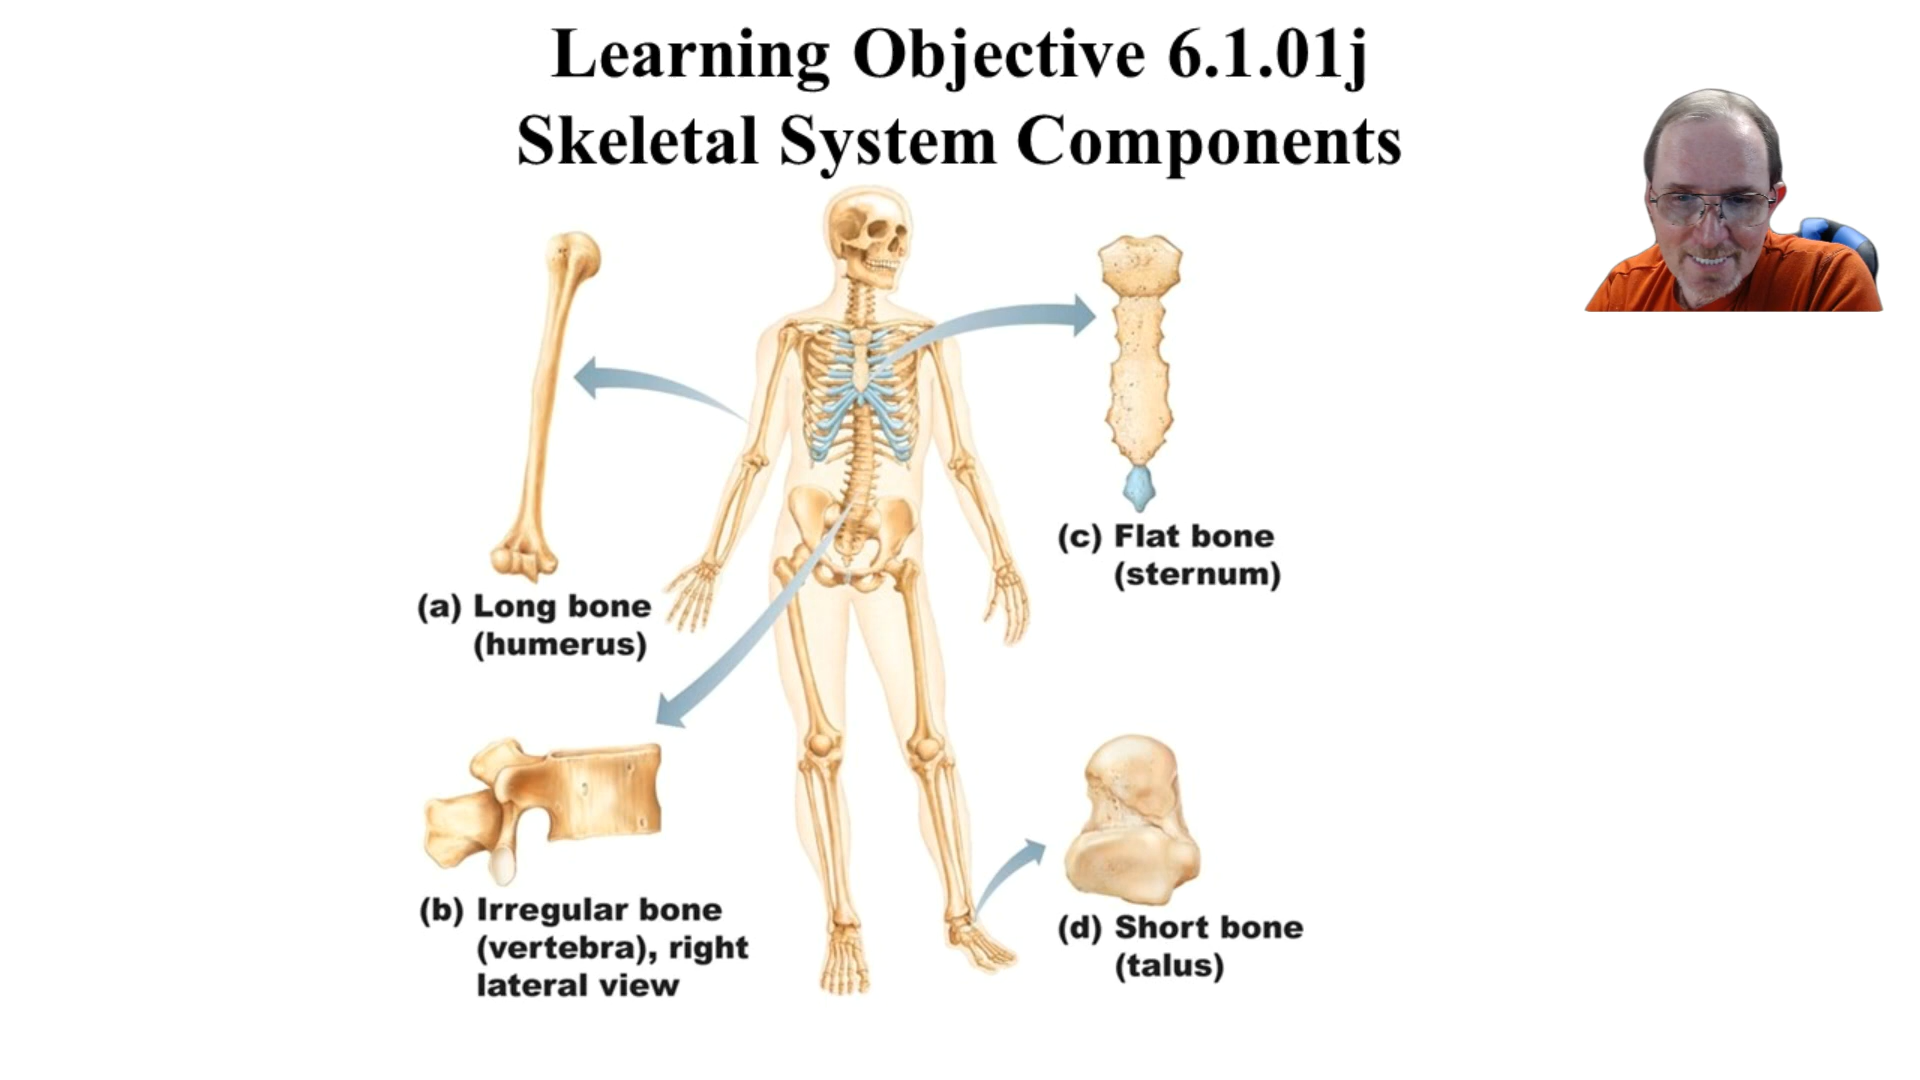 Learning Objective 6.1.01j
Skeletal System Components
(a) Long bone
(humerus)
(c) Flat bone
(sternum)
(b) Irregular bone
(vertebra), right
lateral view
(d) Short bone
(talus)